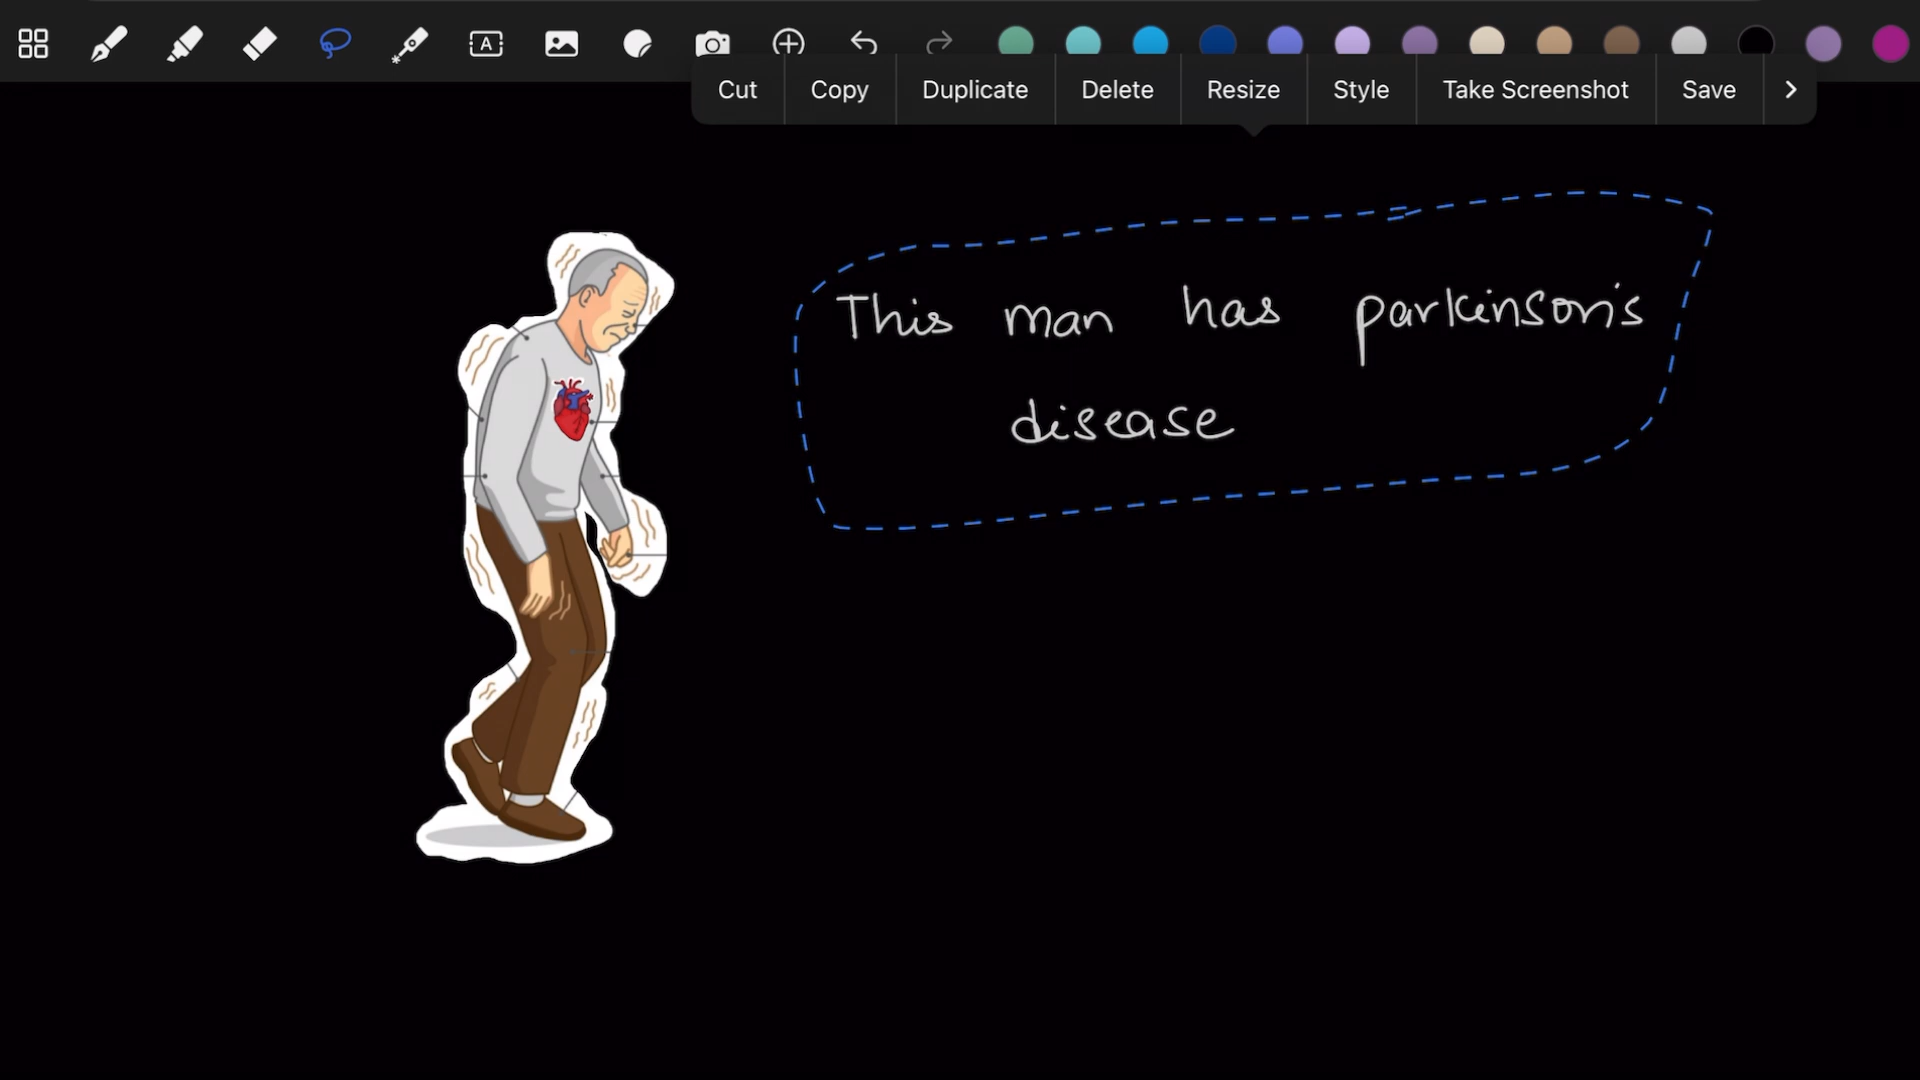 A
Cut Copy Duplicate Delete Resize Style Take Screenshot Save
This man has parkinson's
disease